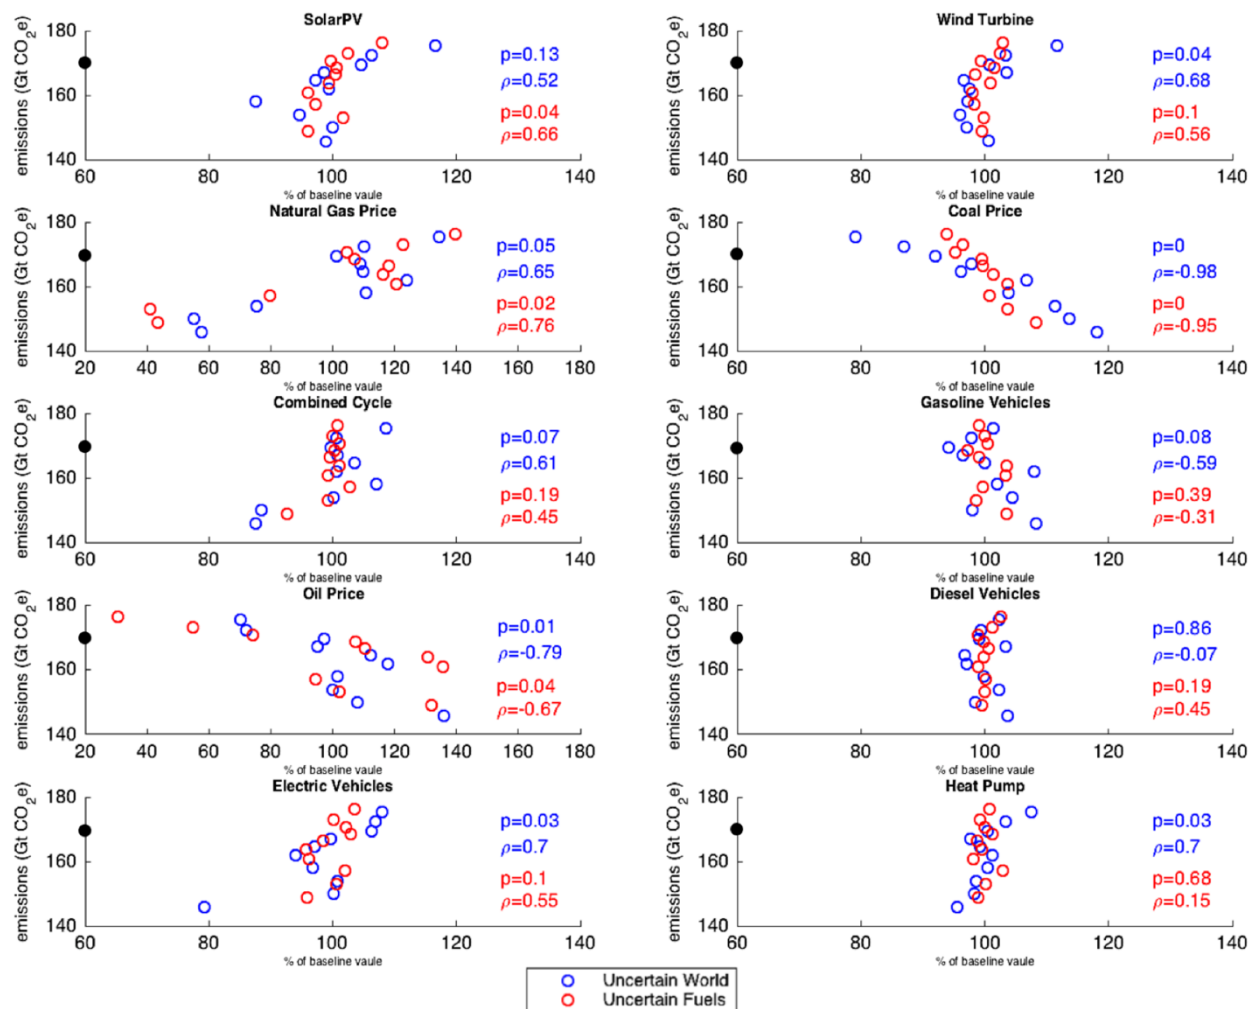 SolarPV
emissions (Gt CO2e)
180
160
140
p=0.13
ρ=0.52
p=0.04
ρ=0.66
60 80 100 120 140
% of baseline vaule
Wind Turbine
emissions (Gt CO2e)
180
160
140
p=0.04
ρ=0.68
p=0.1
ρ=0.56
60 80 100 120 140
% of baseline vaule
Natural Gas Price
emissions (Gt CO2e)
180
160
140
p=0.05
ρ=0.65
p=0.02
ρ=0.76
20 40 60 80 100 120 140 160 180
% of baseline vaule
Coal Price
emissions (Gt CO2e)
180
160
140
p=0
ρ=-0.98
p=0
ρ=-0.95
60 80 100 120 140
% of baseline vaule
Combined Cycle
emissions (Gt CO2e)
180
160
140
p=0.07
ρ=0.61
p=0.19
ρ=0.45
60 80 100 120 140
% of baseline vaule
Gasoline Vehicles
emissions (Gt CO2e)
180
160
140
p=0.08
ρ=-0.59
p=0.39
ρ=-0.31
60 80 100 120 140
% of baseline vaule
Oil Price
emissions (Gt CO2e)
180
160
140
p=0.01
ρ=-0.79
p=0.04
ρ=-0.67
20 40 60 80 100 120 140 160 180
% of baseline vaule
Diesel Vehicles
emissions (Gt CO2e)
180
160
140
p=0.86
ρ=-0.07
p=0.19
ρ=0.45
60 80 100 120 140
% of baseline vaule
Electric Vehicles
emissions (Gt CO2e)
180
160
140
p=0.03
ρ=0.7
p=0.1
ρ=0.55
60 80 100 120 140
% of baseline vaule
Heat Pump
emissions (Gt CO2e)
180
160
140
p=0.03
ρ=0.7
p=0.68
ρ=0.15
60 80 100 120 140
% of baseline vaule
Uncertain World
Uncertain Fuels